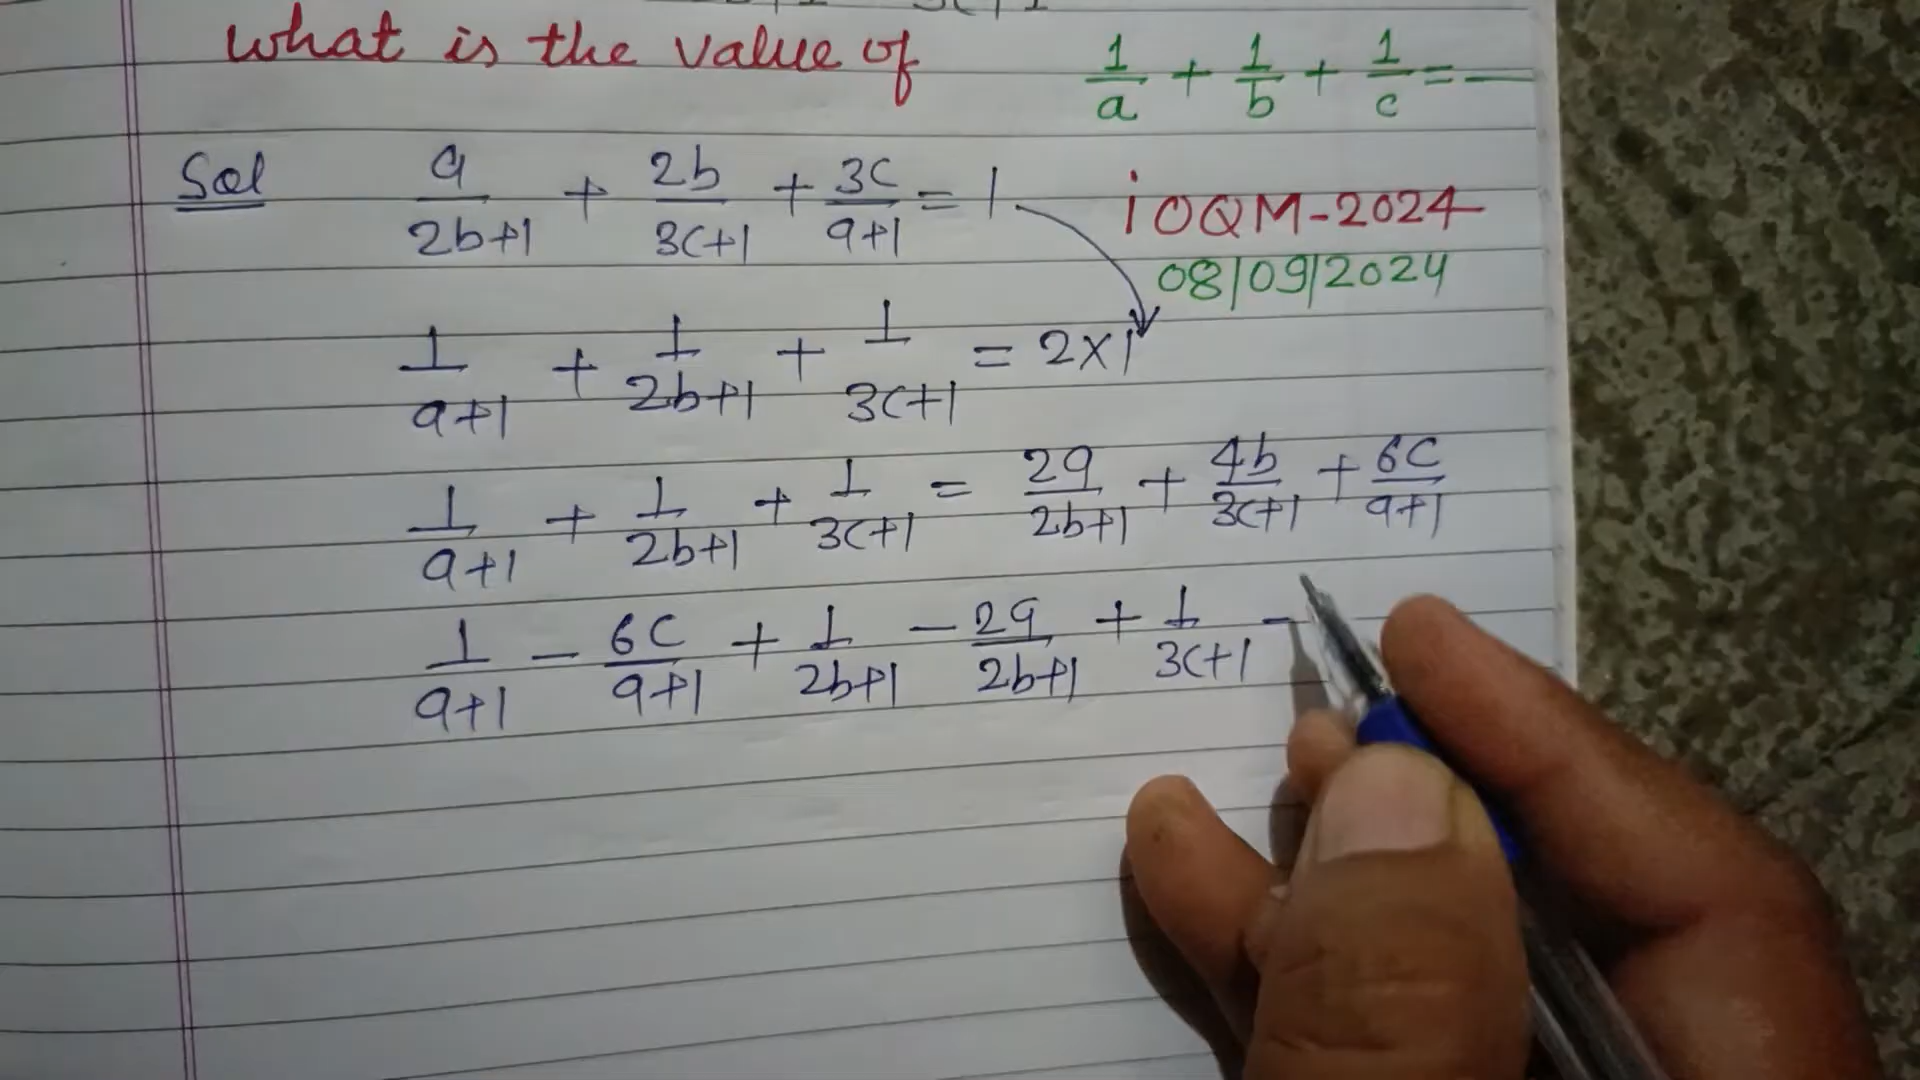 what is the value of 1/a + 1/b + 1/c = —
Sol a/2b+1 + 2b/3c+1 + 3c/a+1 = 1
iOQM-2024
08/09/2024
1/a+1 + 1/2b+1 + 1/3c+1 = 2×1
1/a+1 + 1/2b+1 + 1/3c+1 = 2a/2b+1 + 4b/3c+1 + 6c/a+1
1/a+1 - 6c/a+1 + 1/2b+1 - 2a/2b+1 + 1/3c+1 -